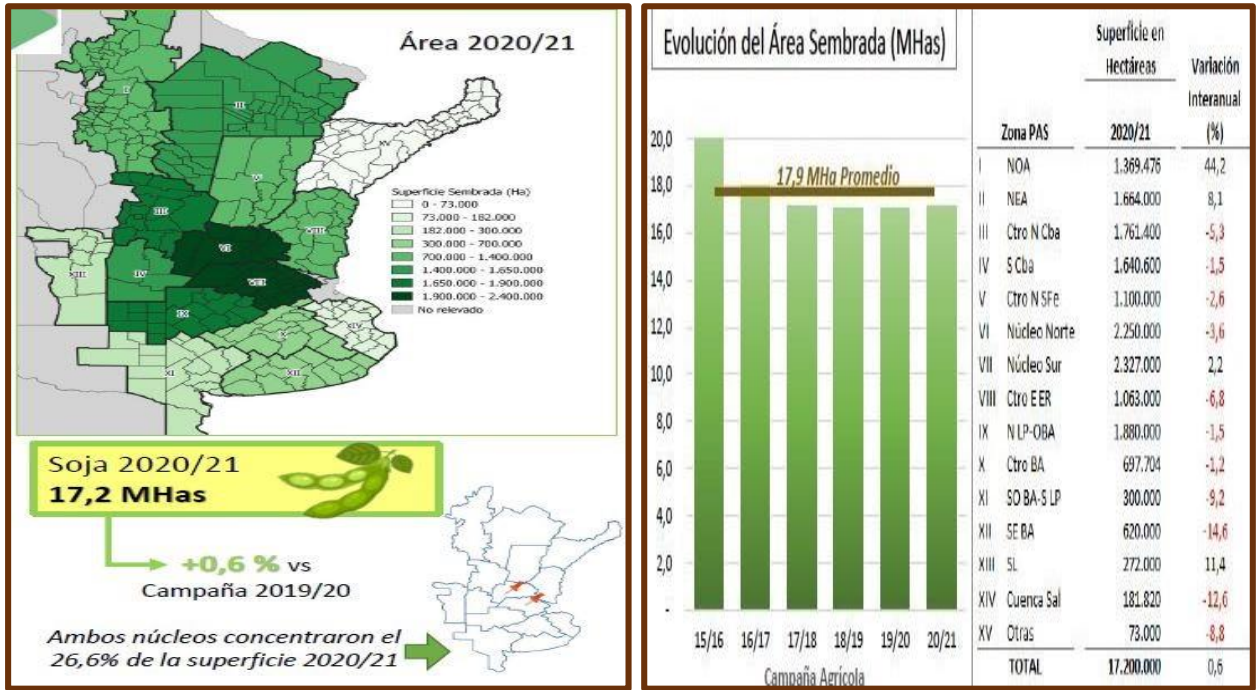 Área 2020/21
I
II
III
IV
V
VI
VII
VIII
IX
X
XI
XII
XIII
XIV
XV
Superficie Sembrada (Ha)
0 - 73.000
73.000 - 182.000
182.000 - 300.000
300.000 - 700.000
700.000 - 1.400.000
1.400.000 - 1.650.000
1.650.000 - 1.900.000
1.900.000 - 2.400.000
No relevado
Soja 2020/21
17,2 MHas
+0,6 % vs
Campaña 2019/20
Ambos núcleos concentraron el
26,6% de la superficie 2020/21
Evolución del Área Sembrada (MHas)
20,0
18,0
16,0
14,0
12,0
10,0
8,0
6,0
4,0
2,0
-
17,9 MHa Promedio
15/16 16/17 17/18 18/19 19/20 20/21
Campaña Agrícola
Superficie en
Hectáreas
Variación
Interanual
Zona PAS 2020/21 (%)
I NOA 1.369.476 44,2
II NEA 1.664.000 8,1
III Ctro N Cba 1.761.400 -5,3
IV S Cba 1.640.600 -1,5
V Ctro N SFe 1.100.000 -2,6
VI Núcleo Norte 2.250.000 -3,6
VII Núcleo Sur 2.327.000 2,2
VIII Ctro E ER 1.063.000 -6,8
IX N LP-OBA 1.880.000 -1,5
X Ctro BA 697.704 -1,2
XI SO BA-S LP 300.000 -9,2
XII SE BA 620.000 -14,6
XIII SL 272.000 11,4
XIV Cuenca Sal 181.820 -12,6
XV Otras 73.000 -8,8
TOTAL 17.200.000 0,6